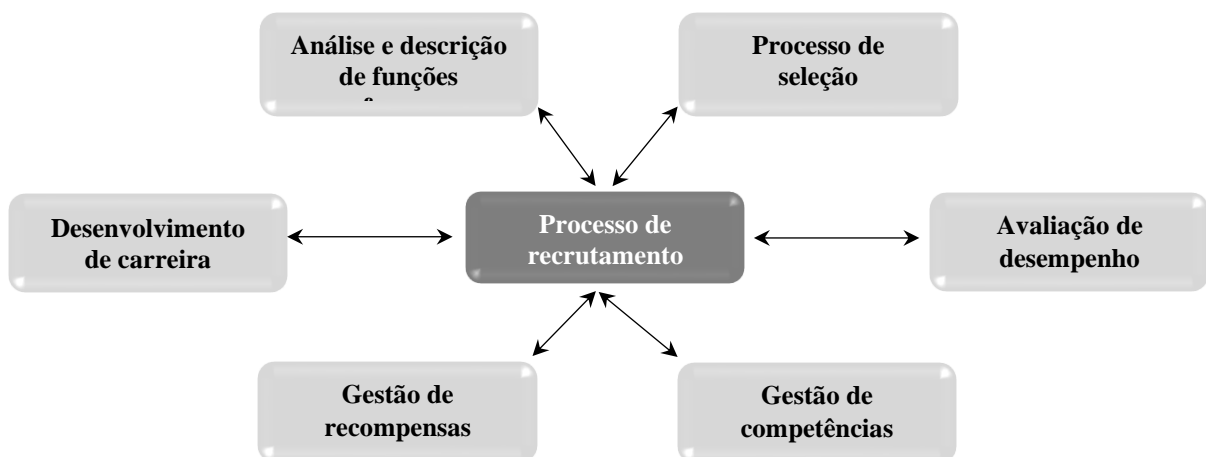 Análise e descrição
de funções
Processo de
seleção
Desenvolvimento
de carreira
Processo de
recrutamento
Avaliação de
desempenho
Gestão de
recompensas
Gestão de
competências